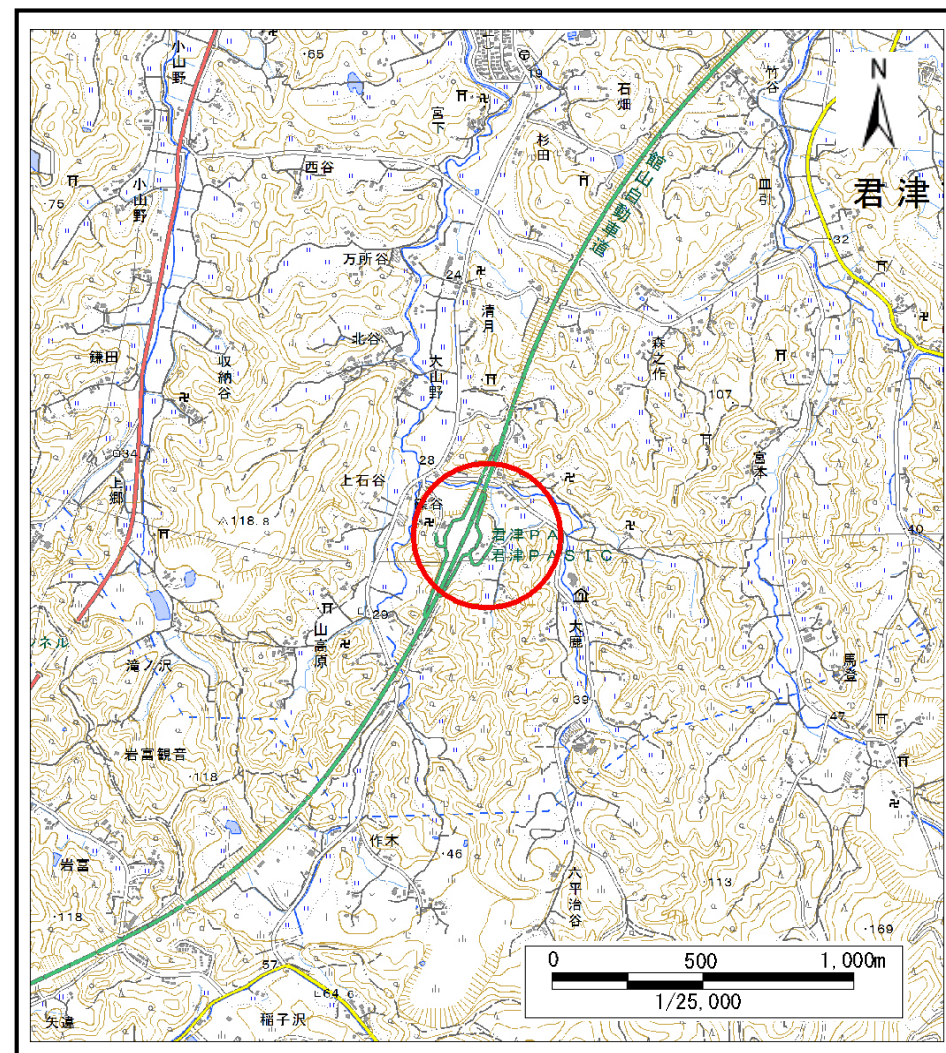 小山野
65
19
宮下
石畑
竹谷
N
杉田
西谷
館山自動車道
75
小山野
皿引
君津
万所谷
32
24
清月
北谷
大山野
森之作
鎌田
収納谷
107
34
上郷
28
上石谷
宮本
118.8
君津PA
君津PASIC
40
29
山高原
大鹿
ネル
滝ノ沢
馬登
39
47
岩富観音
118
作木
46
岩富
六平治谷
113
118
169
57
64.6
矢違
稲子沢
0 500 1,000m
1/25,000